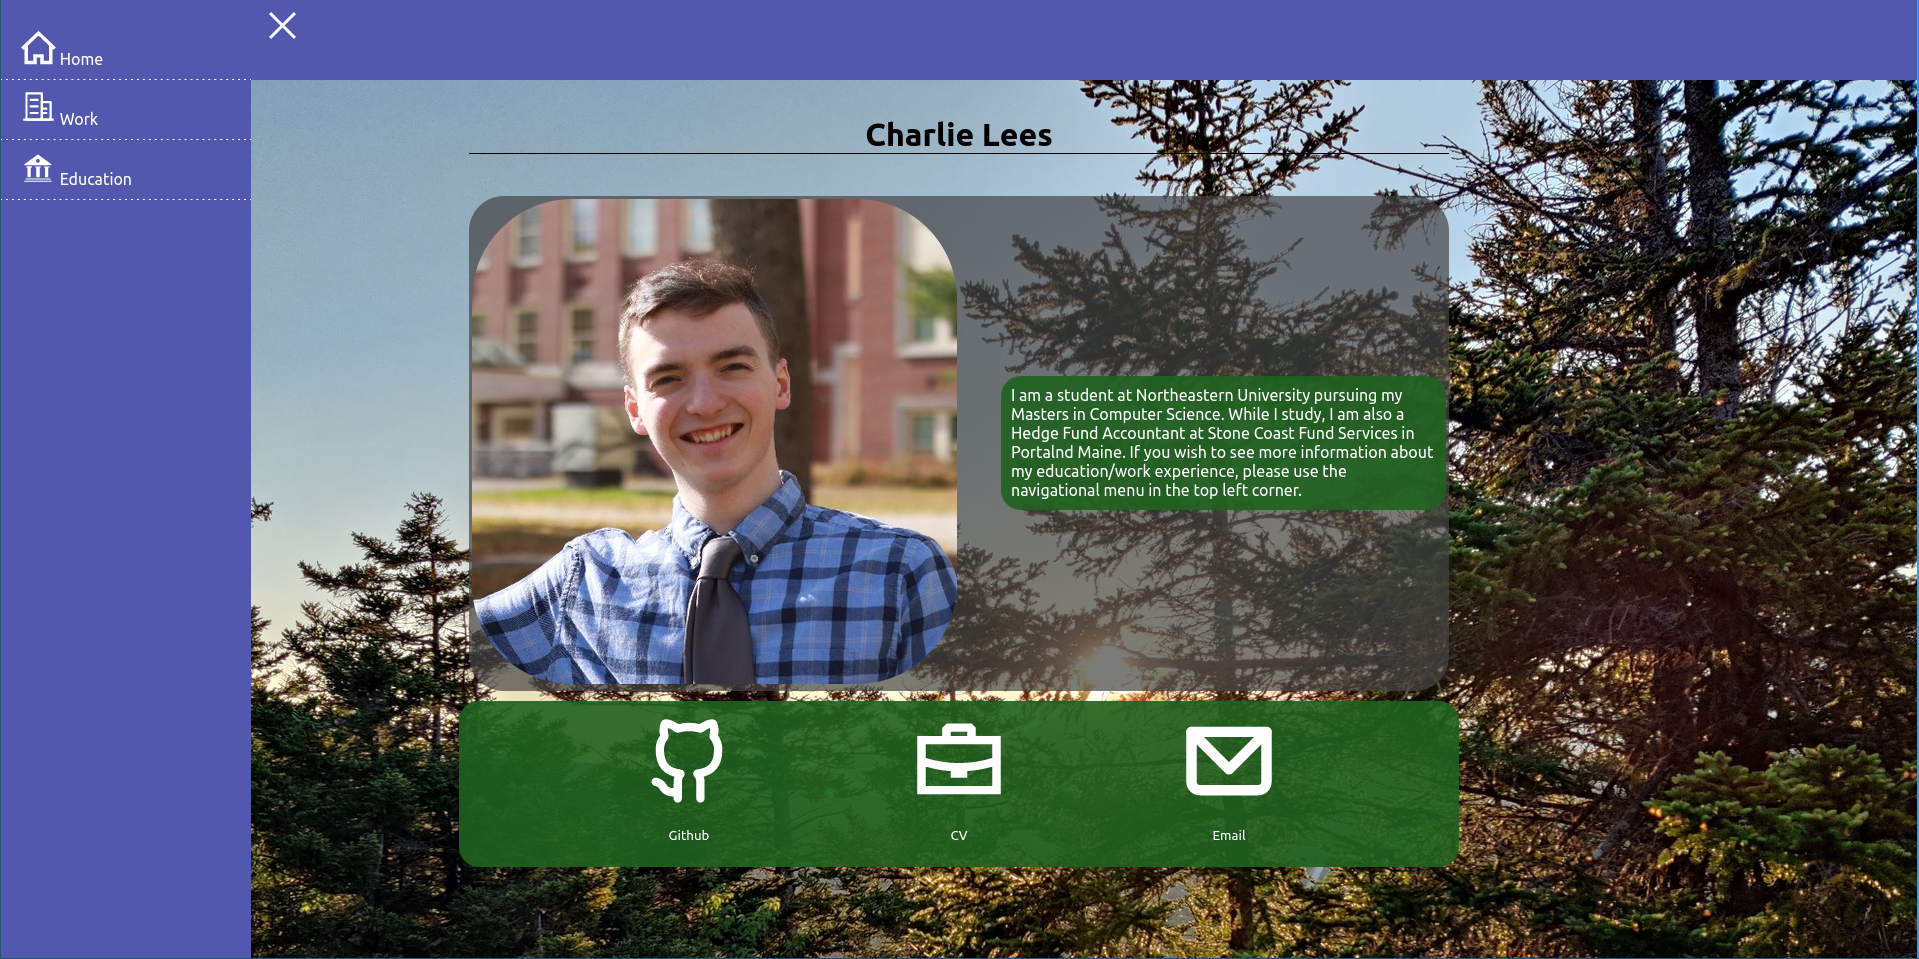 Home
Work
Education
Charlie Lees
I am a student at Northeastern University pursuing my
Masters in Computer Science. While I study, I am also a
Hedge Fund Accountant at Stone Coast Fund Services in
Portalnd Maine. If you wish to see more information about
my education/work experience, please use the
navigational menu in the top left corner.
Github
CV
Email